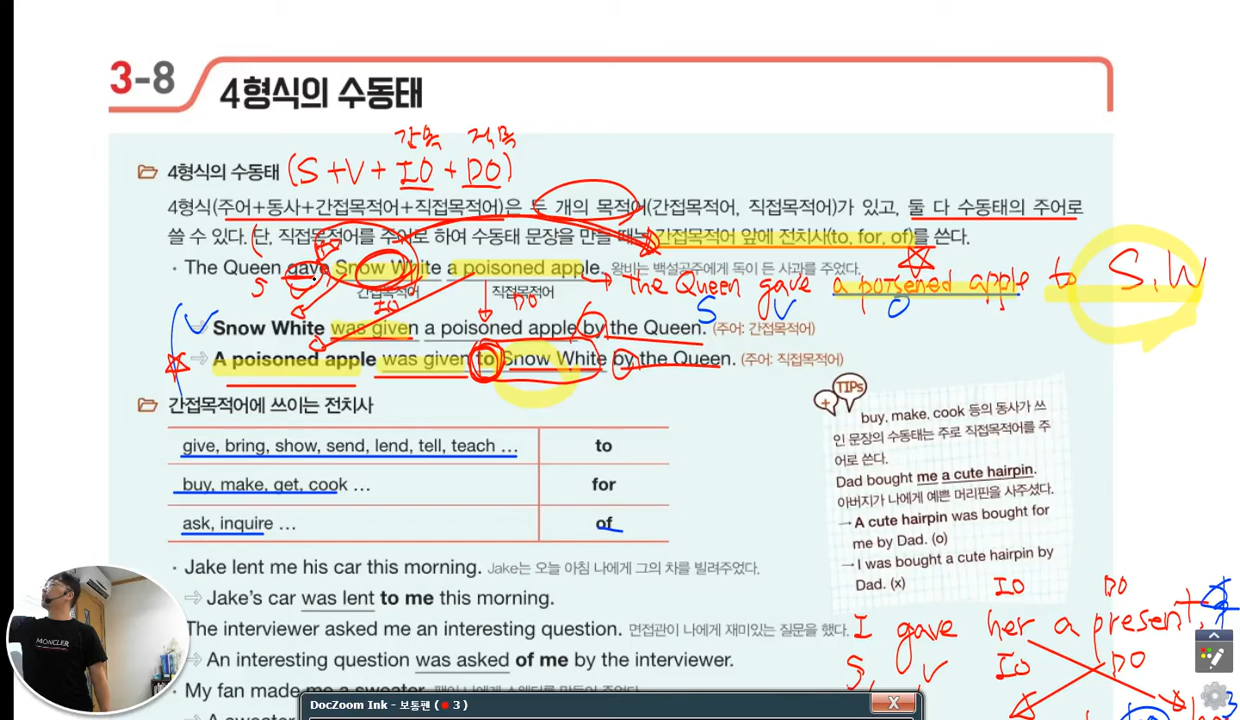 3-8 4형식의 수동태
간목 직목
4형식의 수동태 (S+V+IO+DO)
4형식(주어+동사+간접목적어+직접목적어)은 두 개의 목적어(간접목적어, 직접목적어)가 있고, 둘 다 수동태의 주어로
쓸 수 있다. 단, 직접목적어를 주어로 하여 수동태 문장을 만들 때는 간접목적어 앞에 전치사(to, for, of)를 쓴다.
· The Queen gave Snow White a poisoned apple. 왕비는 백설공주에게 독이 든 사과를 주었다.
S
간접목적어 직접목적어
IO DO
the Queen gave a poisened apple to S.W
S V O
⇨ Snow White was given a poisoned apple by the Queen. (주어: 간접목적어)
⇨ A poisoned apple was given to Snow White by the Queen. (주어: 직접목적어)
간접목적어에 쓰이는 전치사
give, bring, show, send, lend, tell, teach … to
buy, make, get, cook … for
ask, inquire … of
· Jake lent me his car this morning. Jake는 오늘 아침 나에게 그의 차를 빌려주었다.
⇨ Jake's car was lent to me this morning.
· The interviewer asked me an interesting question. 면접관이 나에게 재미있는 질문을 했다.
⇨ An interesting question was asked of me by the interviewer.
· My fan made me a sweater.
+ TIPs
buy, make, cook 등의 동사가 쓰
인 문장의 수동태는 주로 직접목적어를 주
어로 쓴다.
Dad bought me a cute hairpin.
아버지가 나에게 예쁜 머리핀을 사주셨다.
→ A cute hairpin was bought for
me by Dad. (o)
→ I was bought a cute hairpin by
Dad. (x)
IO DO
I gave her a present.
S V IO DO
MONCLER
DocZoom Ink - 보통펜 (● 3)